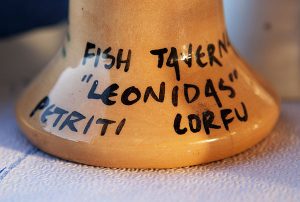 FISH TAVERN
"LEONIDAS"
PETRITI CORFU